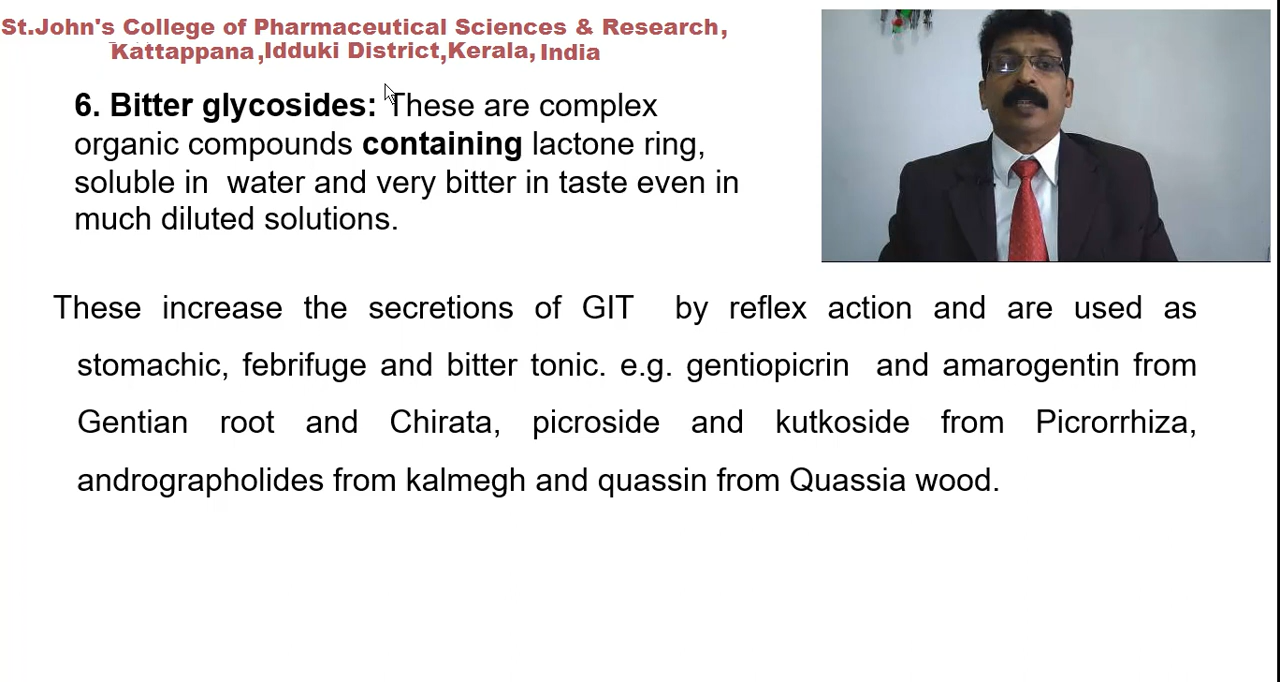 St.John's College of Pharmaceutical Sciences & Research,
Kattappana,Idduki District,Kerala, India
6. Bitter glycosides: These are complex
organic compounds containing lactone ring,
soluble in water and very bitter in taste even in
much diluted solutions.
These increase the secretions of GIT by reflex action and are used as
stomachic, febrifuge and bitter tonic. e.g. gentiopicrin and amarogentin from
Gentian root and Chirata, picroside and kutkoside from Picrorrhiza,
andrographolides from kalmegh and quassin from Quassia wood.